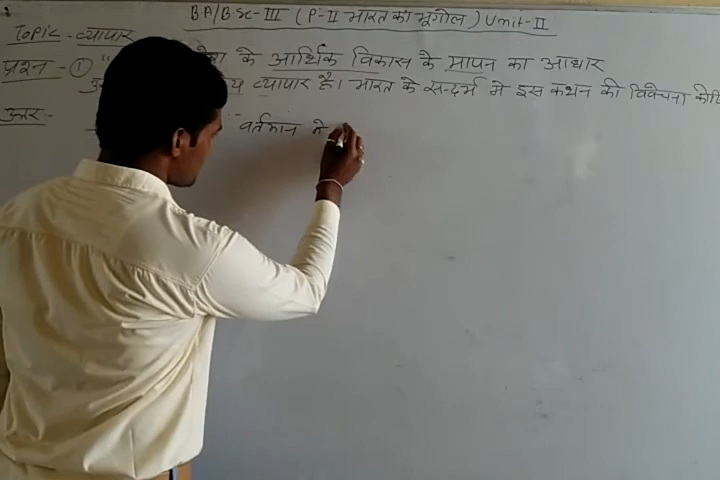 BA/BSc-III (P-II भारत का भूगोल) Unit-II
Topic - व्यापार
प्रश्न - ① " के आर्थिक विकास के मापन का आधार
व्यापार है। भारत के सन्दर्भ मे इस कथन की विवेचना
उत्तर :-
:- वर्तमान मे